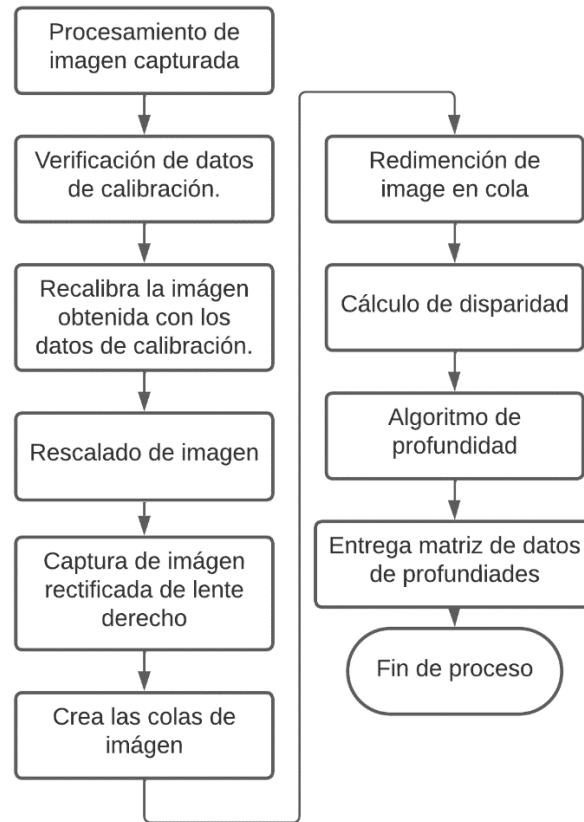 Procesamiento de
imagen capturada
Verificación de datos
de calibración.
Recalibra la imágen
obtenida con los
datos de calibración.
Rescalado de imagen
Captura de imágen
rectificada de lente
derecho
Crea las colas de
imágen
Redimención de
image en cola
Cálculo de disparidad
Algoritmo de
profundidad
Entrega matriz de datos
de profundiades
Fin de proceso